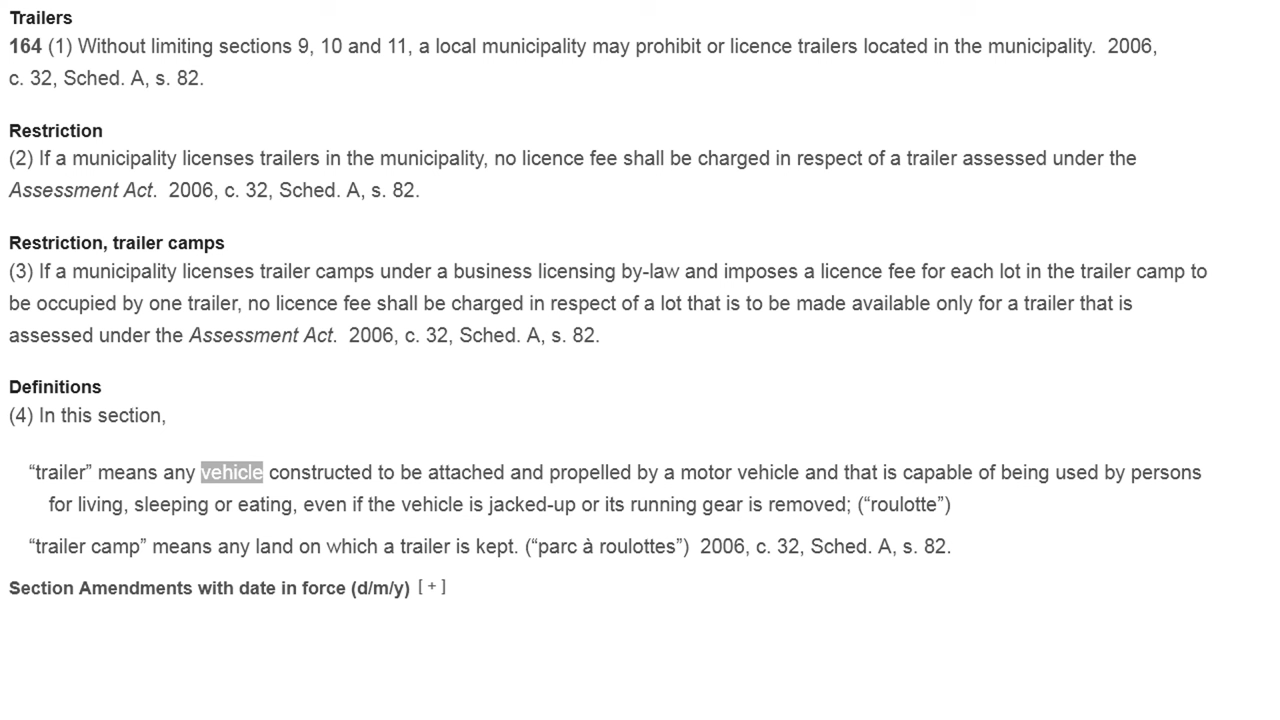 Trailers
164 (1) Without limiting sections 9, 10 and 11, a local municipality may prohibit or licence trailers located in the municipality.  2006,
c. 32, Sched. A, s. 82.
Restriction
(2) If a municipality licenses trailers in the municipality, no licence fee shall be charged in respect of a trailer assessed under the
Assessment Act.  2006, c. 32, Sched. A, s. 82.
Restriction, trailer camps
(3) If a municipality licenses trailer camps under a business licensing by-law and imposes a licence fee for each lot in the trailer camp to
be occupied by one trailer, no licence fee shall be charged in respect of a lot that is to be made available only for a trailer that is
assessed under the Assessment Act.  2006, c. 32, Sched. A, s. 82.
Definitions
(4) In this section,
“trailer” means any vehicle constructed to be attached and propelled by a motor vehicle and that is capable of being used by persons
for living, sleeping or eating, even if the vehicle is jacked-up or its running gear is removed; (“roulotte”)
“trailer camp” means any land on which a trailer is kept. (“parc à roulottes”)  2006, c. 32, Sched. A, s. 82.
Section Amendments with date in force (d/m/y) [ + ]